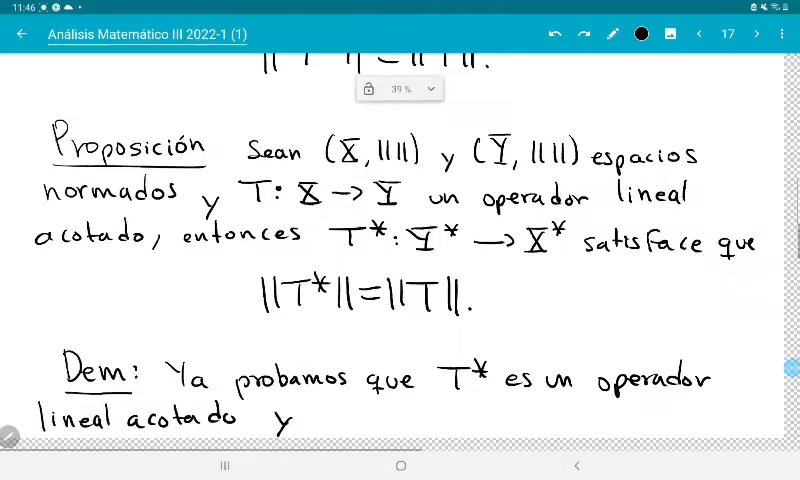 11:46
Análisis Matemático III 2022-1 (1)
17
||T*|| = ||T||.
39 %
Proposición Sean (X, || ||) y (Y, || ||) espacios
normados y T: X → Y un operador lineal
acotado, entonces T*: Y* → X* satisface que
||T*|| = ||T||.
Dem: Ya probamos que T* es un operador
lineal acotado y